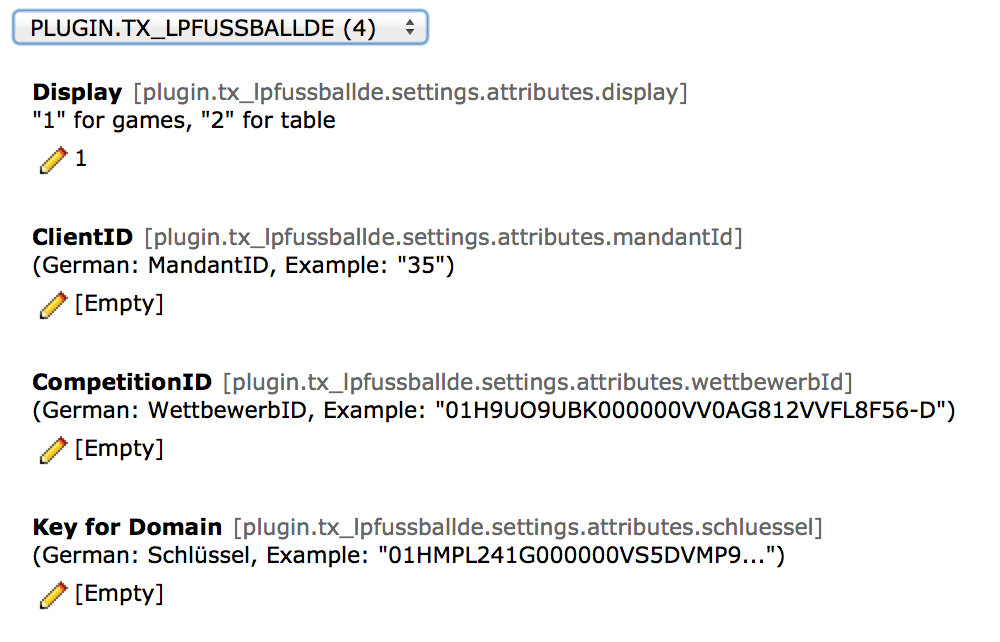 PLUGIN.TX_LPFUSSBALLDE (4)
Display [plugin.tx_lpfussballde.settings.attributes.display]
"1" for games, "2" for table
1
ClientID [plugin.tx_lpfussballde.settings.attributes.mandantId]
(German: MandantID, Example: "35")
[Empty]
CompetitionID [plugin.tx_lpfussballde.settings.attributes.wettbewerbId]
(German: WettbewerbID, Example: "01H9UO9UBK000000VV0AG812VVFL8F56-D")
[Empty]
Key for Domain [plugin.tx_lpfussballde.settings.attributes.schluessel]
(German: Schlüssel, Example: "01HMPL241G000000VS5DVMP9...")
[Empty]